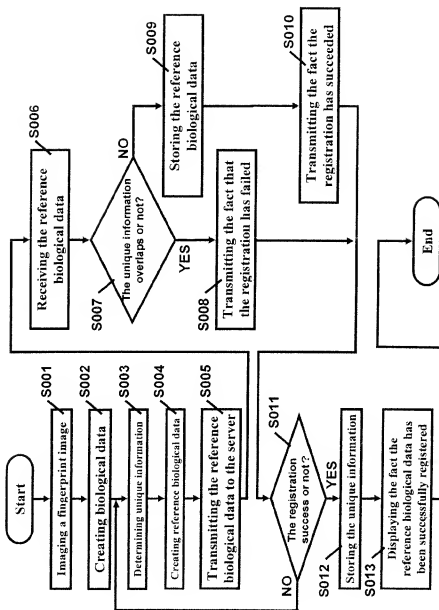 Start
S001
Imaging a fingerprint image
S002
Creating biological data
S003
Determining unique information
S004
Creating reference biological data
S005
Transmitting the reference
biological data to the server
S006
Receiving the reference
biological data
S007
The unique information
overlaps or not?
NO
YES
S008
Transmitting the fact that
the registration has failed
S009
Storing the reference
biological data
S010
Transmitting the fact the
registration has succeeded
S011
The registration
success or not?
NO
YES
S012
Storing the unique information
S013
Displaying the fact the
reference biological data has
been successfully registered
End